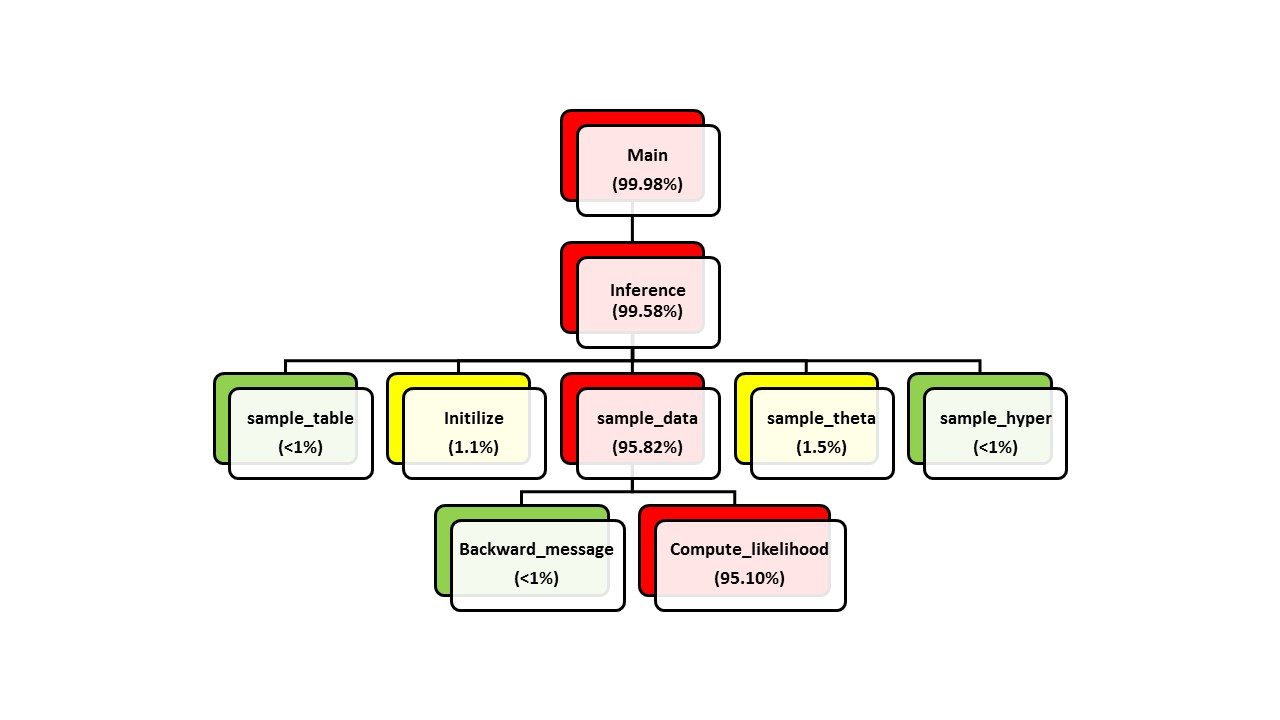 Main
(99.98%)
Inference
(99.58%)
sample_table
(<1%)
Initilize
(1.1%)
sample_data
(95.82%)
sample_theta
(1.5%)
sample_hyper
(<1%)
Backward_message
(<1%)
Compute_likelihood
(95.10%)